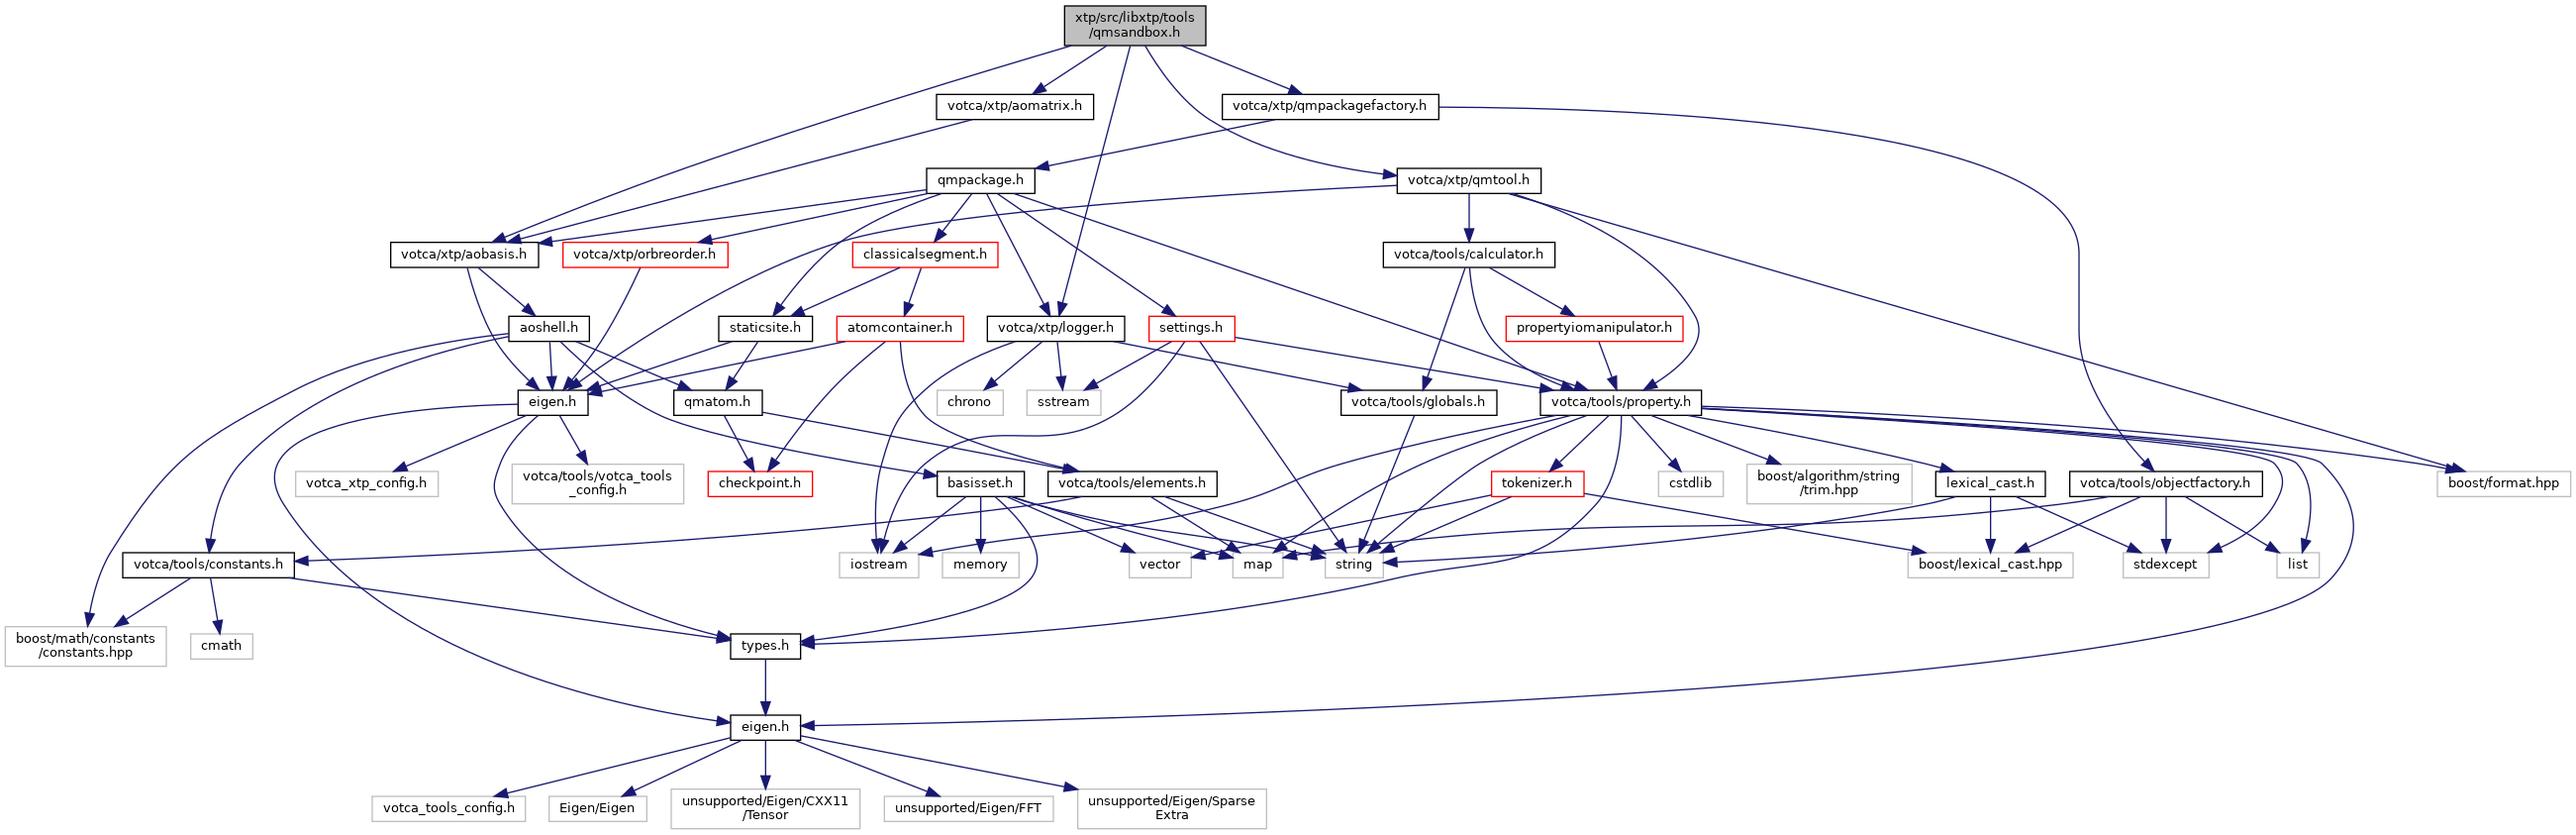 xtp/src/libxtp/tools
/qmsandbox.h
votca/xtp/aomatrix.h
votca/xtp/qmpackagefactory.h
qmpackage.h
votca/xtp/qmtool.h
votca/xtp/aobasis.h
votca/xtp/orbreorder.h
classicalsegment.h
votca/tools/calculator.h
aoshell.h
staticsite.h
atomcontainer.h
votca/xtp/logger.h
settings.h
propertyiomanipulator.h
eigen.h
qmatom.h
chrono
sstream
votca/tools/globals.h
votca/tools/property.h
votca_xtp_config.h
votca/tools/votca_tools
_config.h
checkpoint.h
basisset.h
votca/tools/elements.h
tokenizer.h
cstdlib
boost/algorithm/string
/trim.hpp
lexical_cast.h
votca/tools/objectfactory.h
boost/format.hpp
votca/tools/constants.h
iostream
memory
vector
map
string
boost/lexical_cast.hpp
stdexcept
list
boost/math/constants
/constants.hpp
cmath
types.h
eigen.h
votca_tools_config.h
Eigen/Eigen
unsupported/Eigen/CXX11
/Tensor
unsupported/Eigen/FFT
unsupported/Eigen/Sparse
Extra